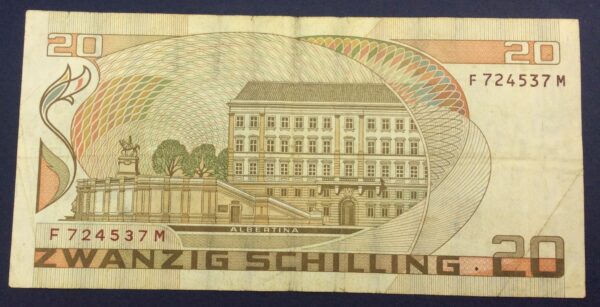 20
20
F 724537 M
F 724537 M
ALBERTINA
ZWANZIG SCHILLING . 20